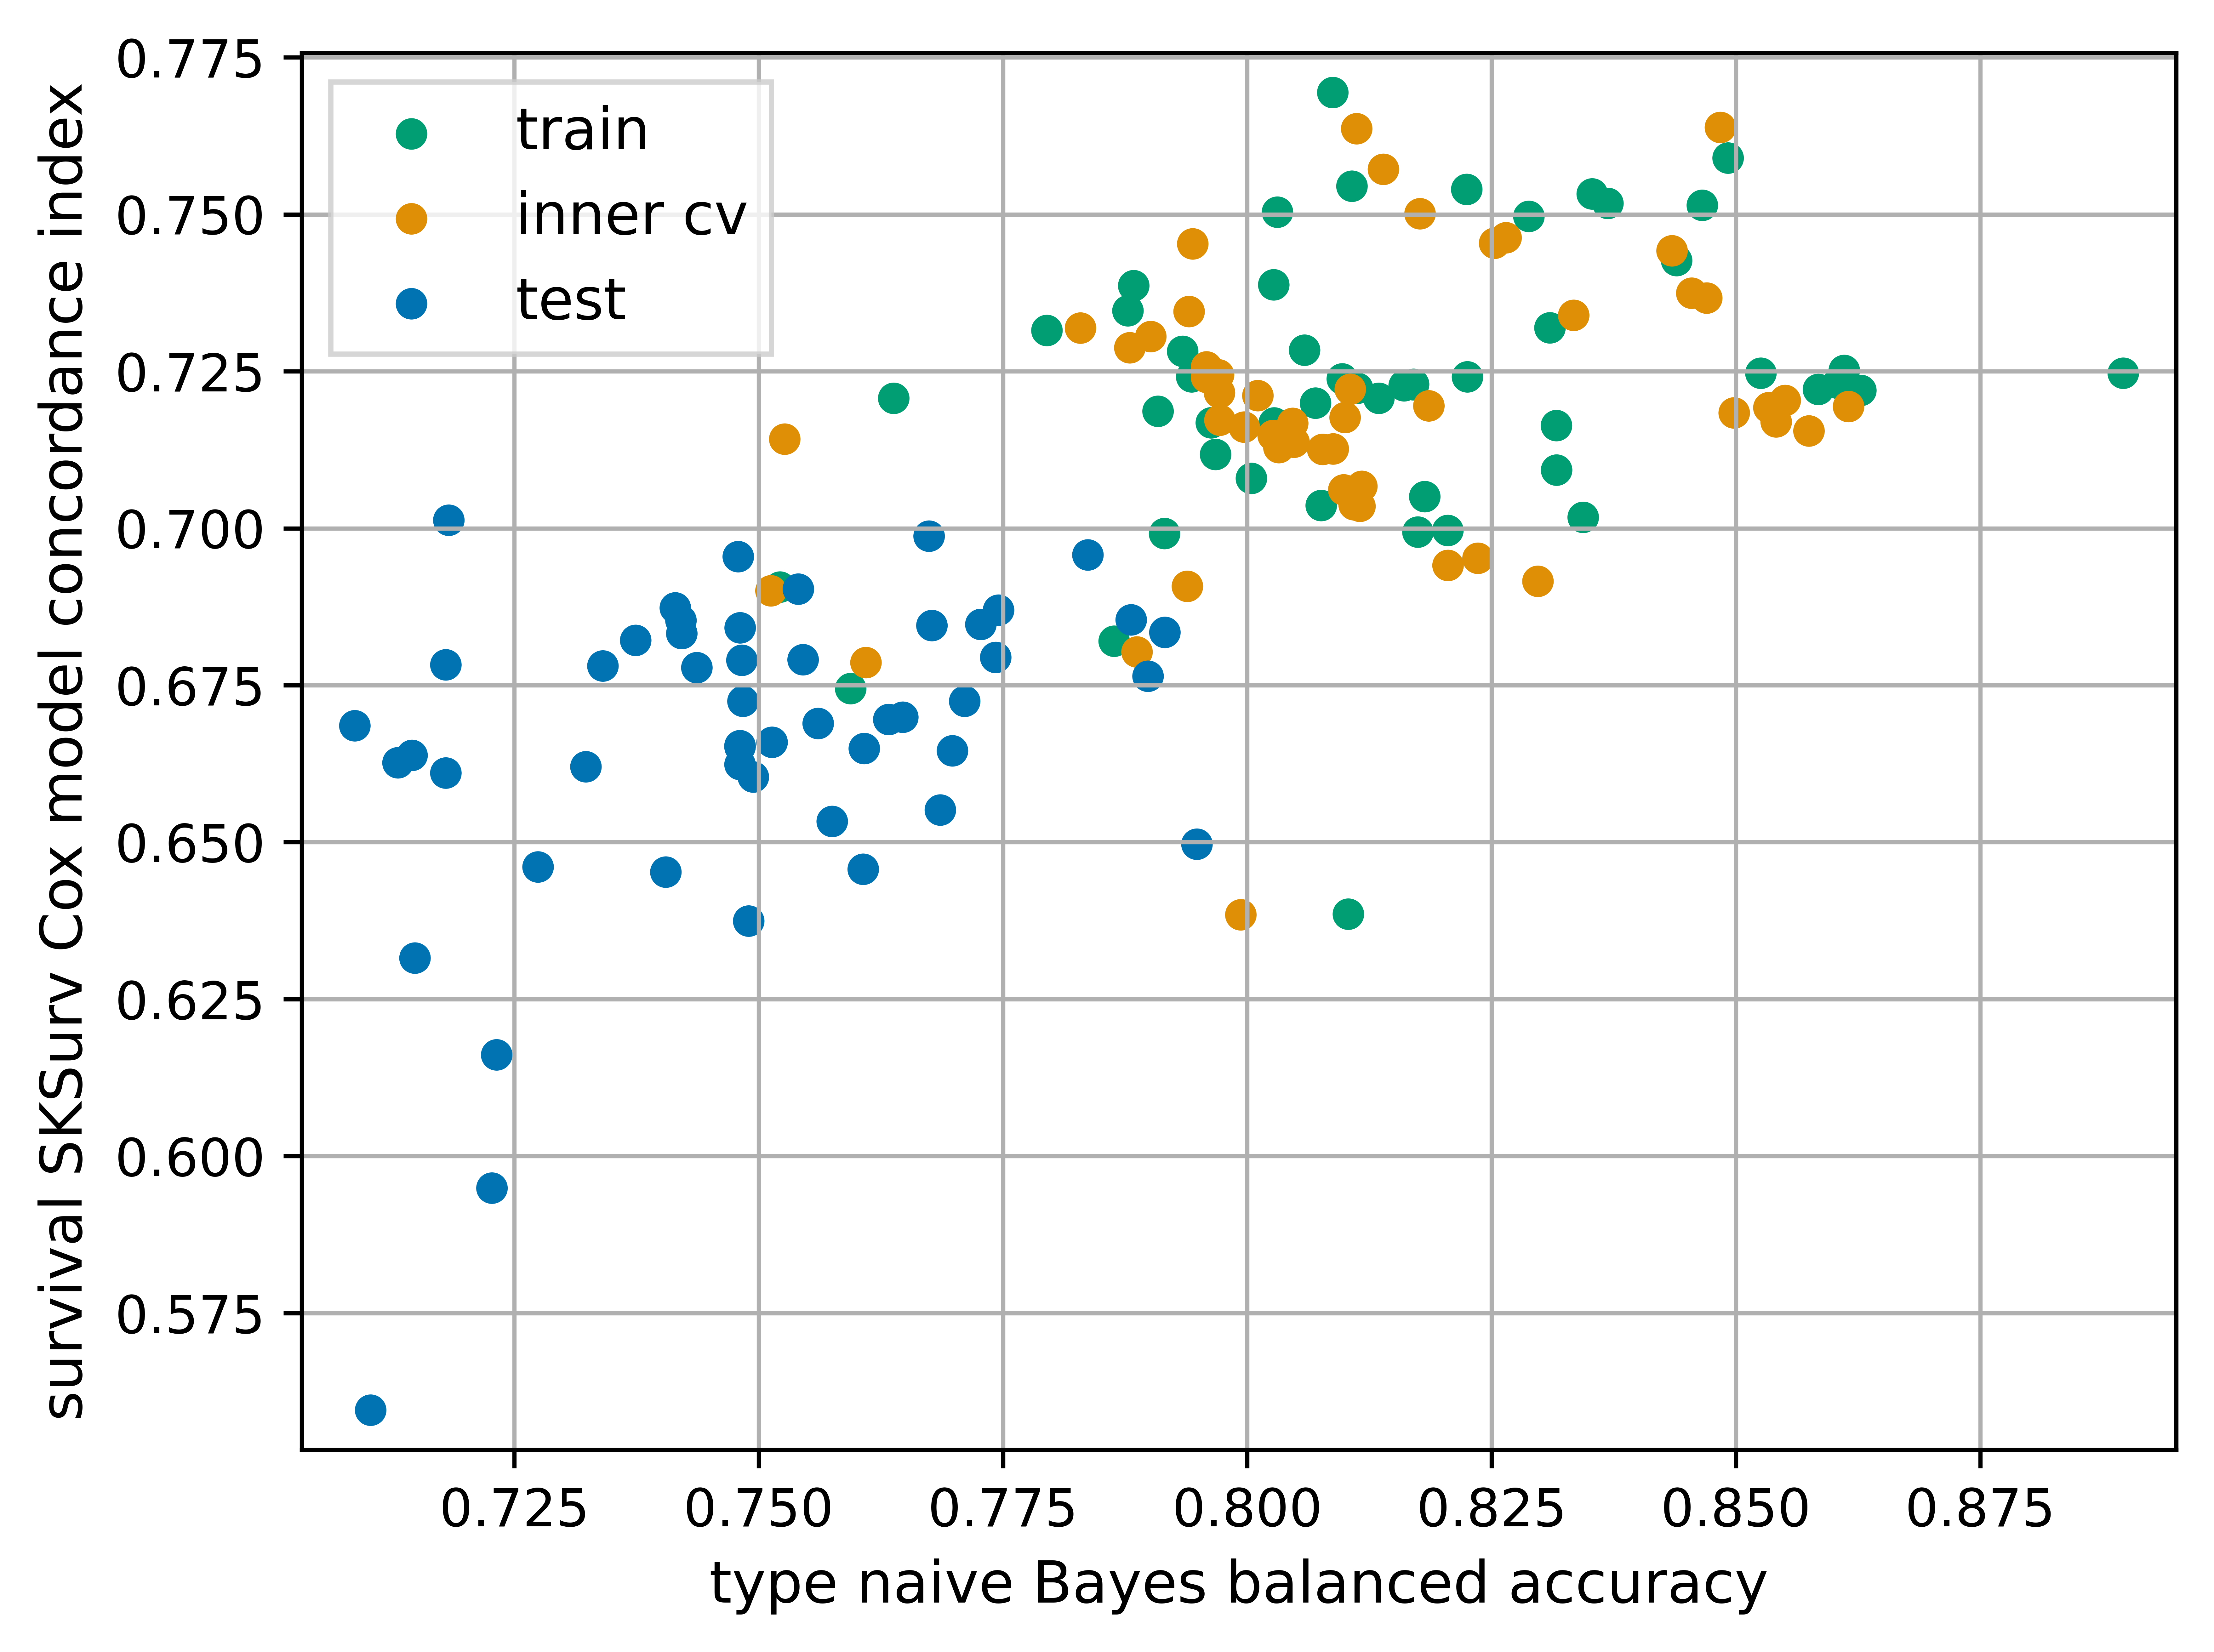 survival SKSurv Cox model concordance index
0.775
0.750
0.725
0.700
0.675
0.650
0.625
0.600
0.575
train
inner cv
test
0.725 0.750 0.775 0.800 0.825 0.850 0.875
type naive Bayes balanced accuracy